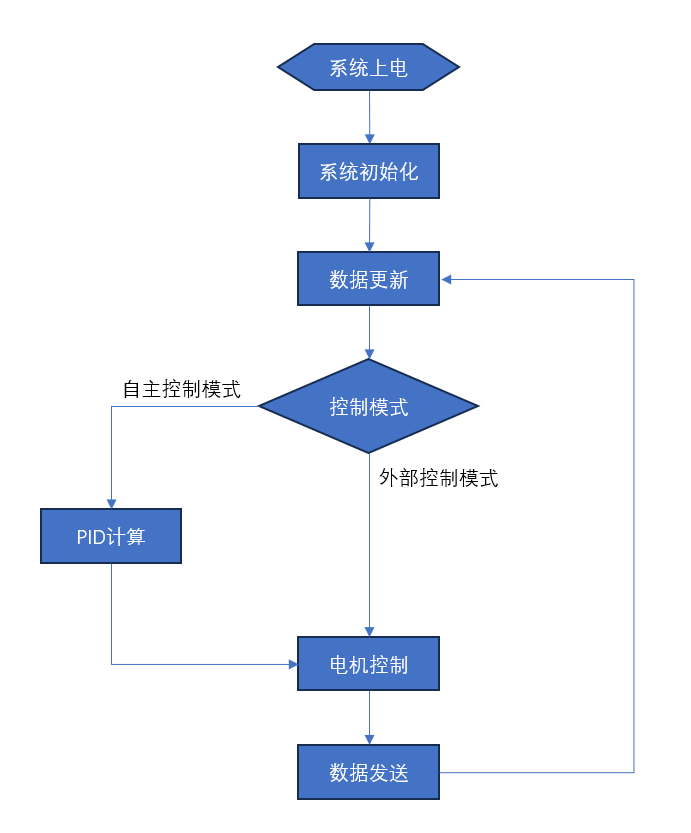 系统上电
系统初始化
数据更新
自主控制模式
控制模式
外部控制模式
PID计算
电机控制
数据发送